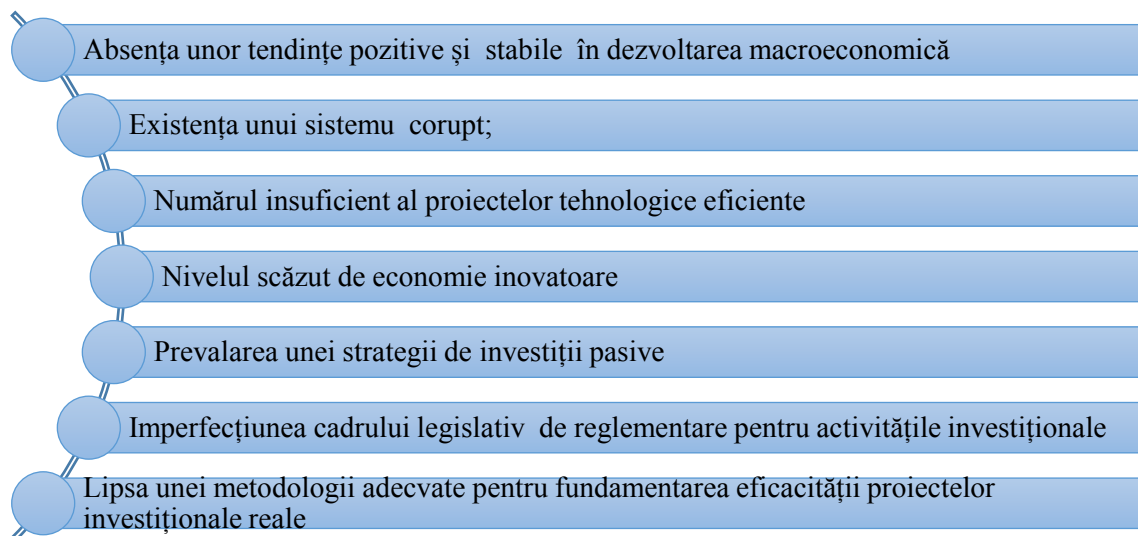 Absența unor tendințe pozitive și stabile în dezvoltarea macroeconomică
Existența unui sistemu corupt;
Numărul insuficient al proiectelor tehnologice eficiente
Nivelul scăzut de economie inovatoare
Prevalarea unei strategii de investiții pasive
Imperfecțiunea cadrului legislativ de reglementare pentru activitățile investiționale
Lipsa unei metodologii adecvate pentru fundamentarea eficacității proiectelor
investiționale reale